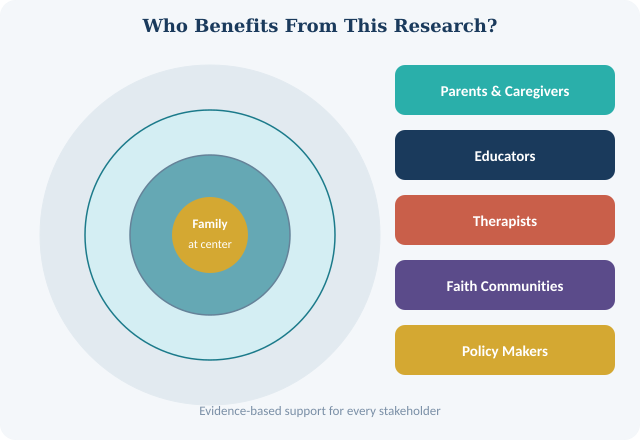 Who Benefits From This Research?
Family
at center
Parents & Caregivers
Educators
Therapists
Faith Communities
Policy Makers
Evidence-based support for every stakeholder